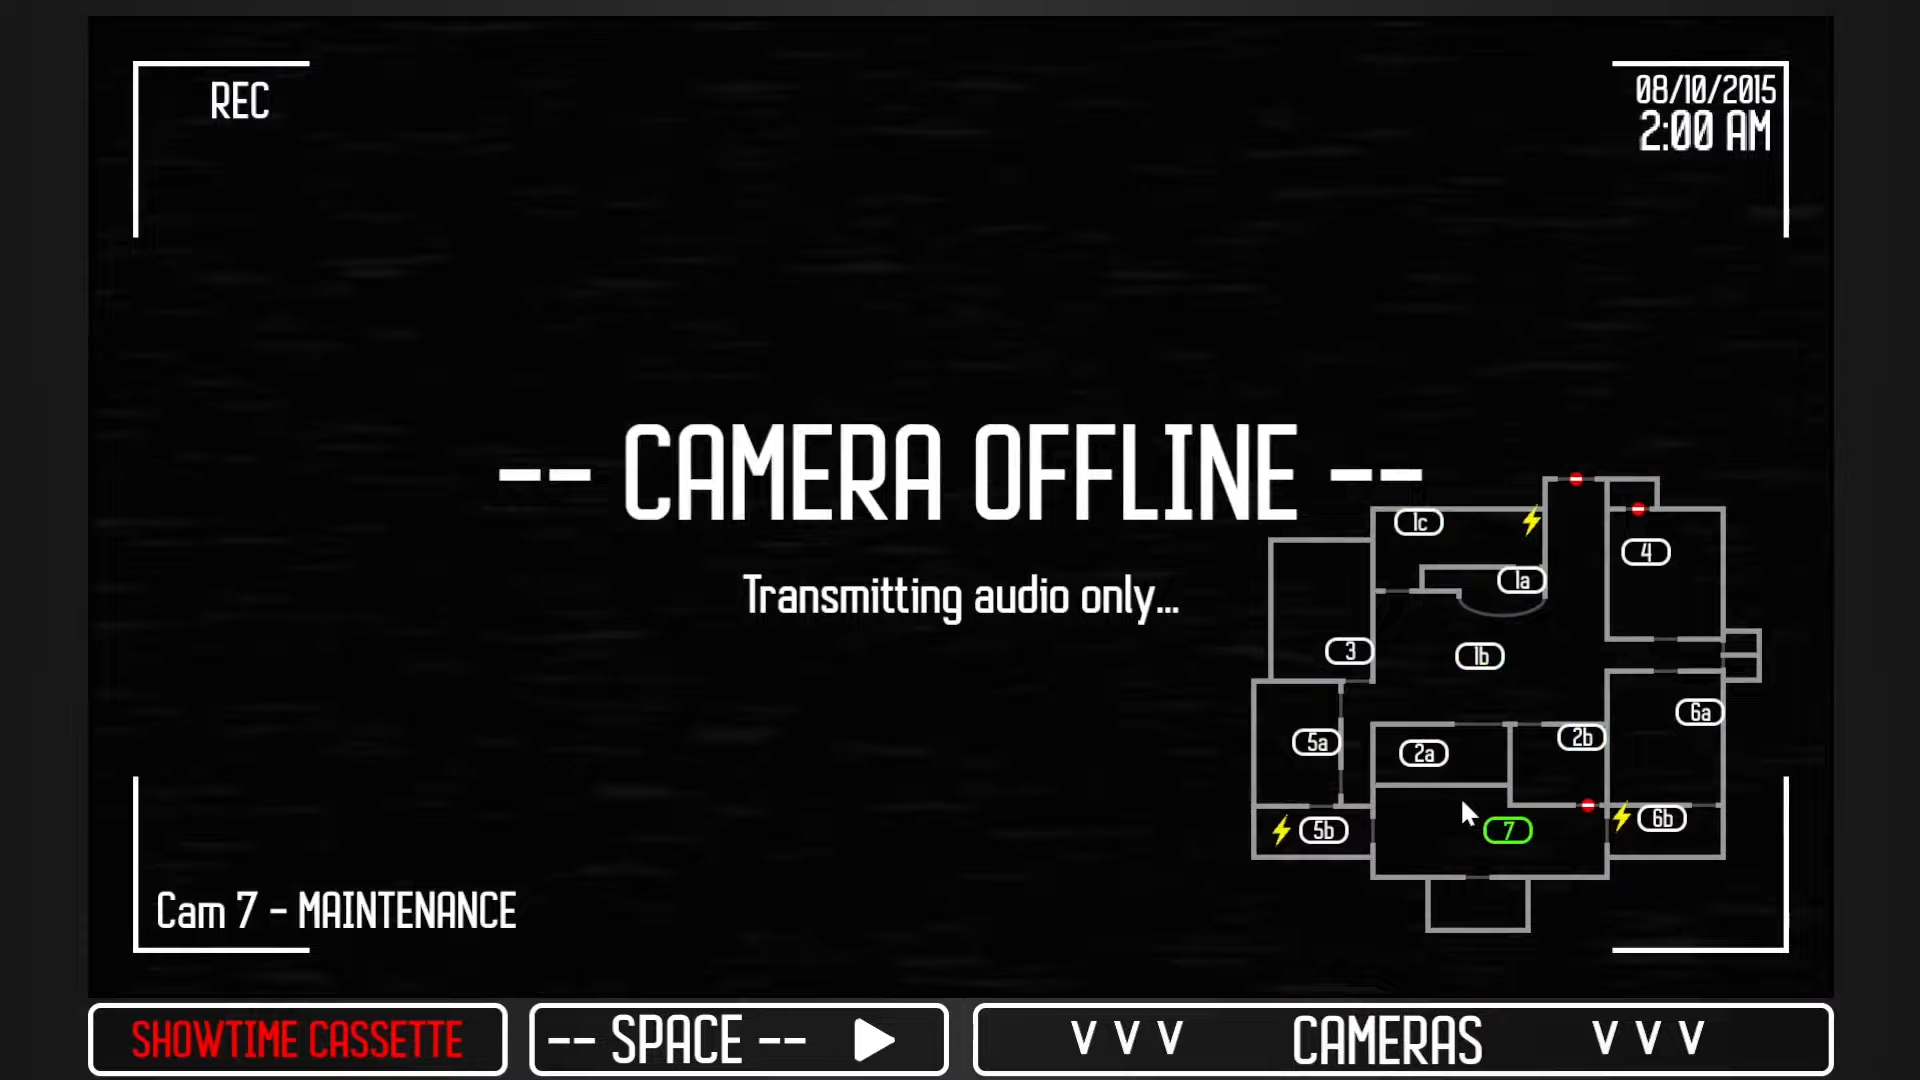 REC
08/10/2015
2:00 AM
-- CAMERA OFFLINE --
Transmitting audio only...
1c
1a
4
3
1b
6a
5a
2a
2b
5b
7
6b
Cam 7 - MAINTENANCE
SHOWTIME CASSETTE
-- SPACE --
V V V CAMERAS V V V